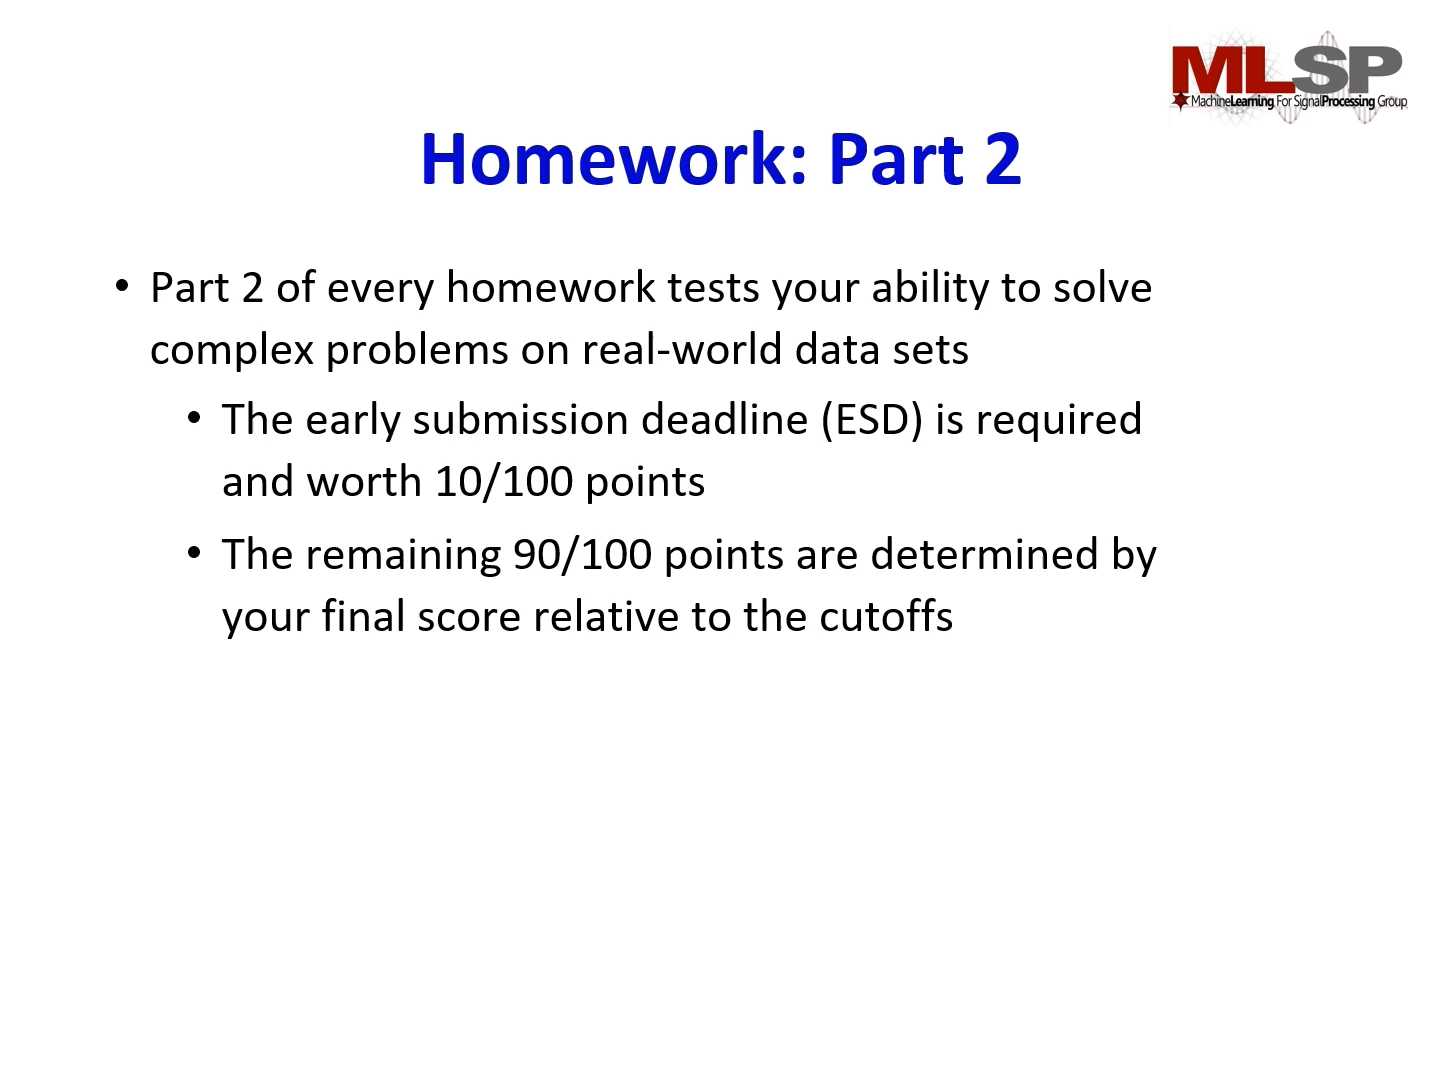 MLSP
MachineLearning For SignalProcessing Group
Homework: Part 2
• Part 2 of every homework tests your ability to solve
complex problems on real-world data sets
• The early submission deadline (ESD) is required
and worth 10/100 points
• The remaining 90/100 points are determined by
your final score relative to the cutoffs